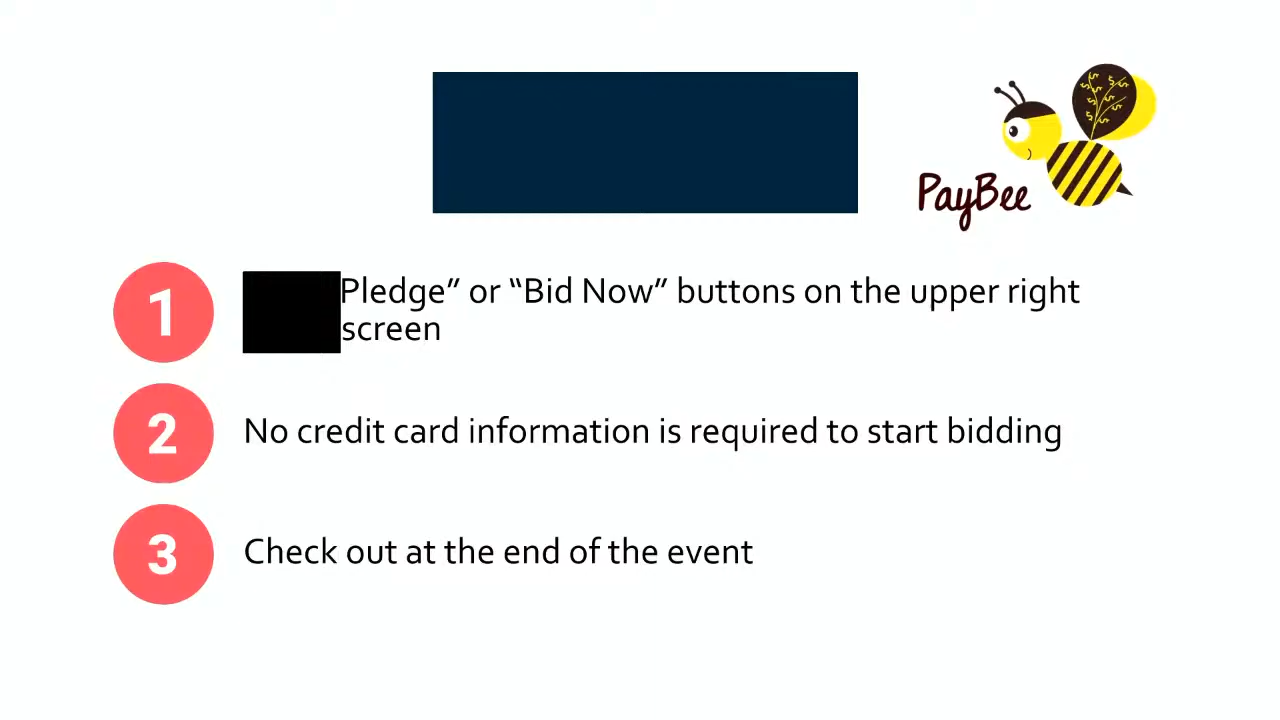 PayBee
1
Pledge” or “Bid Now” buttons on the upper right
screen
2
No credit card information is required to start bidding
3
Check out at the end of the event